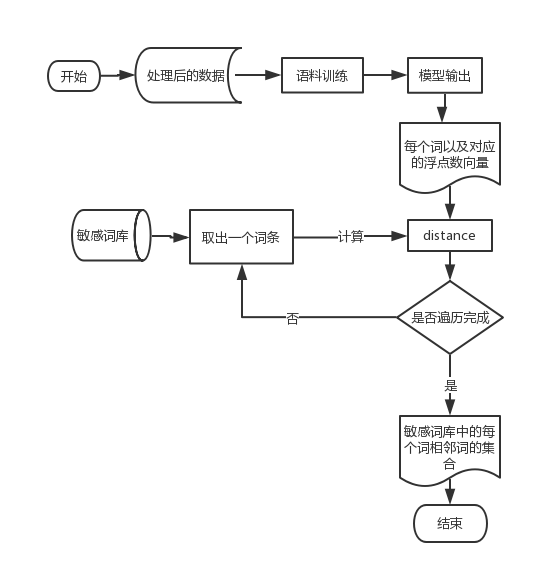 开始
处理后的数据
语料训练
模型输出
每个词以及对应
的浮点数向量
敏感词库
取出一个词条
计算
distance
否
是否遍历完成
是
敏感词库中的每
个词相邻词的集
合
结束